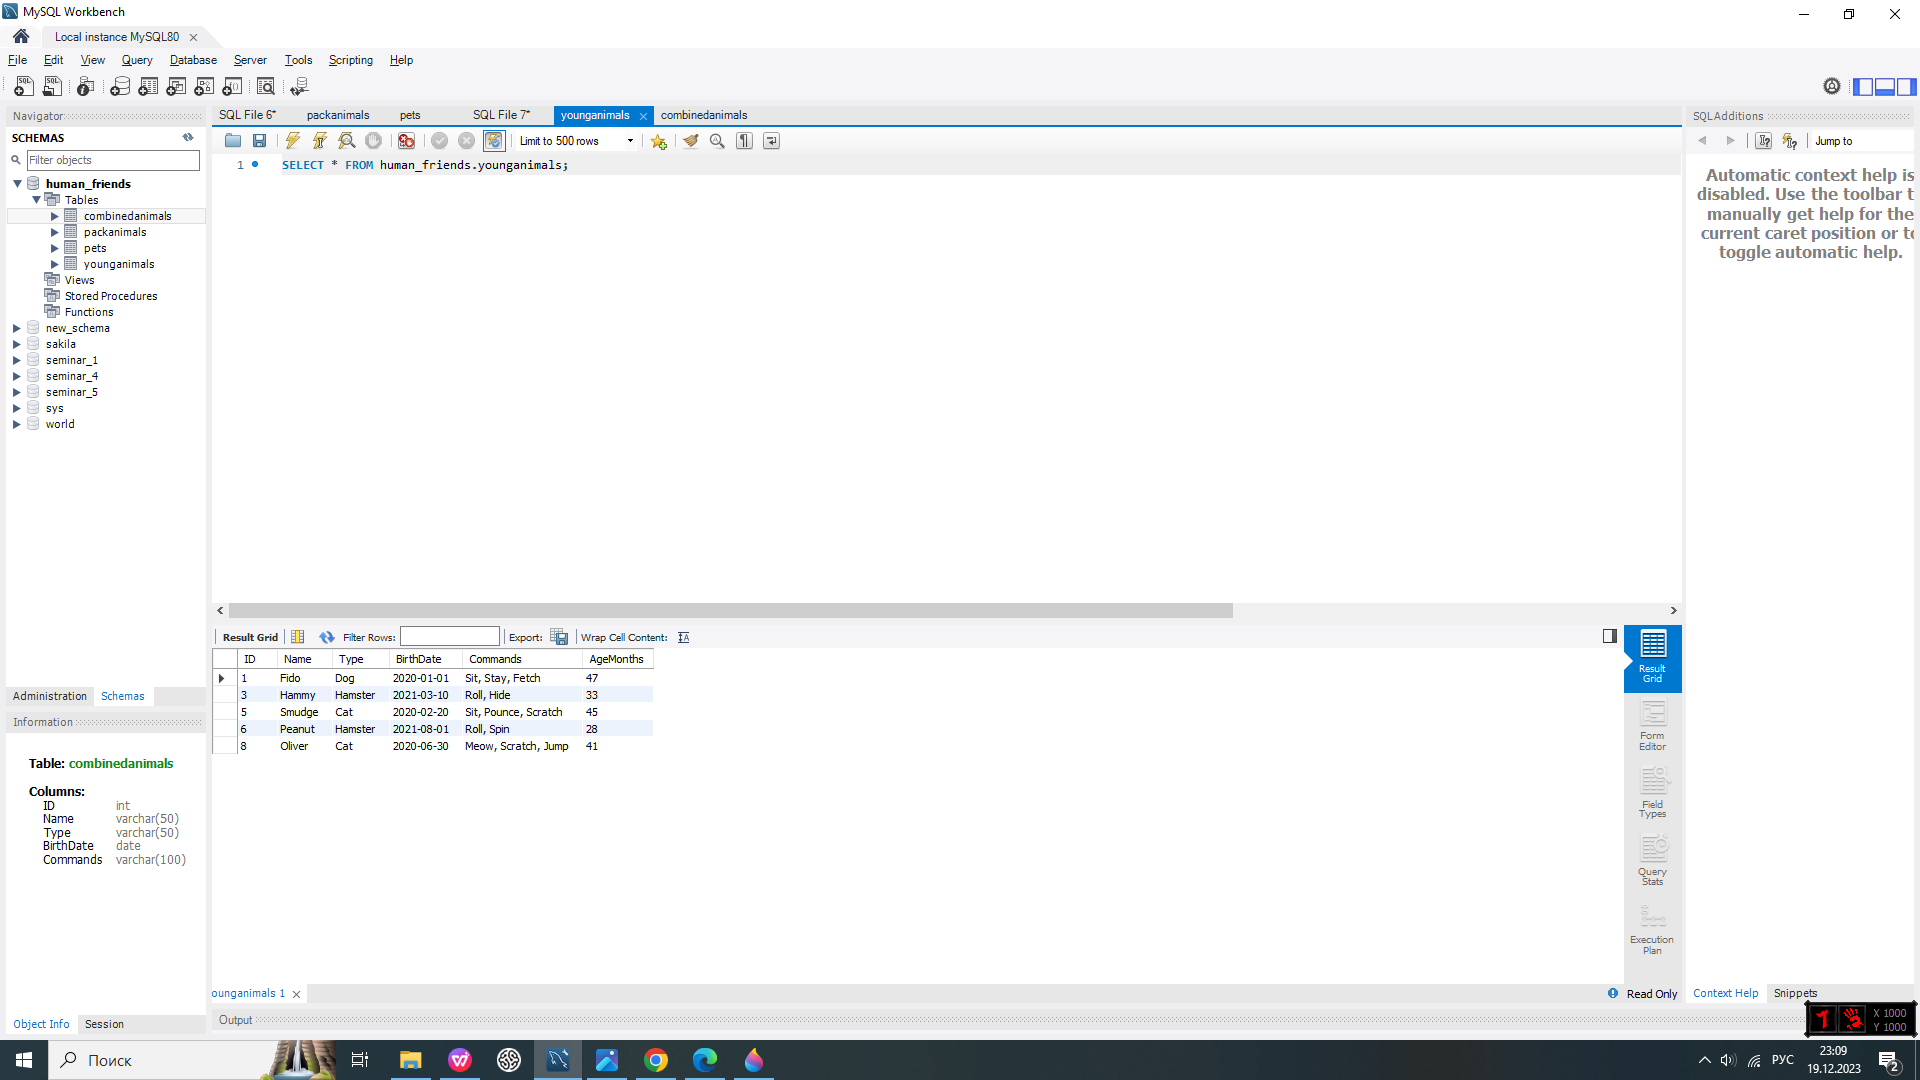 MySQL Workbench
Local instance MySQL80
File Edit View Query Database Server Tools Scripting Help
Navigator
SQL File 6* packanimals pets SQL File 7* younganimals combinedanimals
SQLAdditions
SCHEMAS
Limit to 500 rows
Jump to
Filter objects
1 SELECT * FROM human_friends.younganimals;
human_friends
Tables
combinedanimals
packanimals
pets
younganimals
Views
Stored Procedures
Functions
new_schema
sakila
seminar_1
seminar_4
seminar_5
sys
world
Automatic context help is
disabled. Use the toolbar t
manually get help for the
current caret position or to
toggle automatic help.
Result Grid Filter Rows: Export: Wrap Cell Content:
ID Name Type BirthDate Commands AgeMonths
1 Fido Dog 2020-01-01 Sit, Stay, Fetch 47
3 Hammy Hamster 2021-03-10 Roll, Hide 33
5 Smudge Cat 2020-02-20 Sit, Pounce, Scratch 45
6 Peanut Hamster 2021-08-01 Roll, Spin 28
8 Oliver Cat 2020-06-30 Meow, Scratch, Jump 41
Result
Grid
Form
Editor
Field
Types
Query
Stats
Execution
Plan
Administration Schemas
Information
Table: combinedanimals
Columns:
ID int
Name varchar(50)
Type varchar(50)
BirthDate date
Commands varchar(100)
ounganimals 1
Read Only
Context Help Snippets
Object Info Session
Output
X 1000
Y 1000
Поиск
РУС
23:09
19.12.2023
2